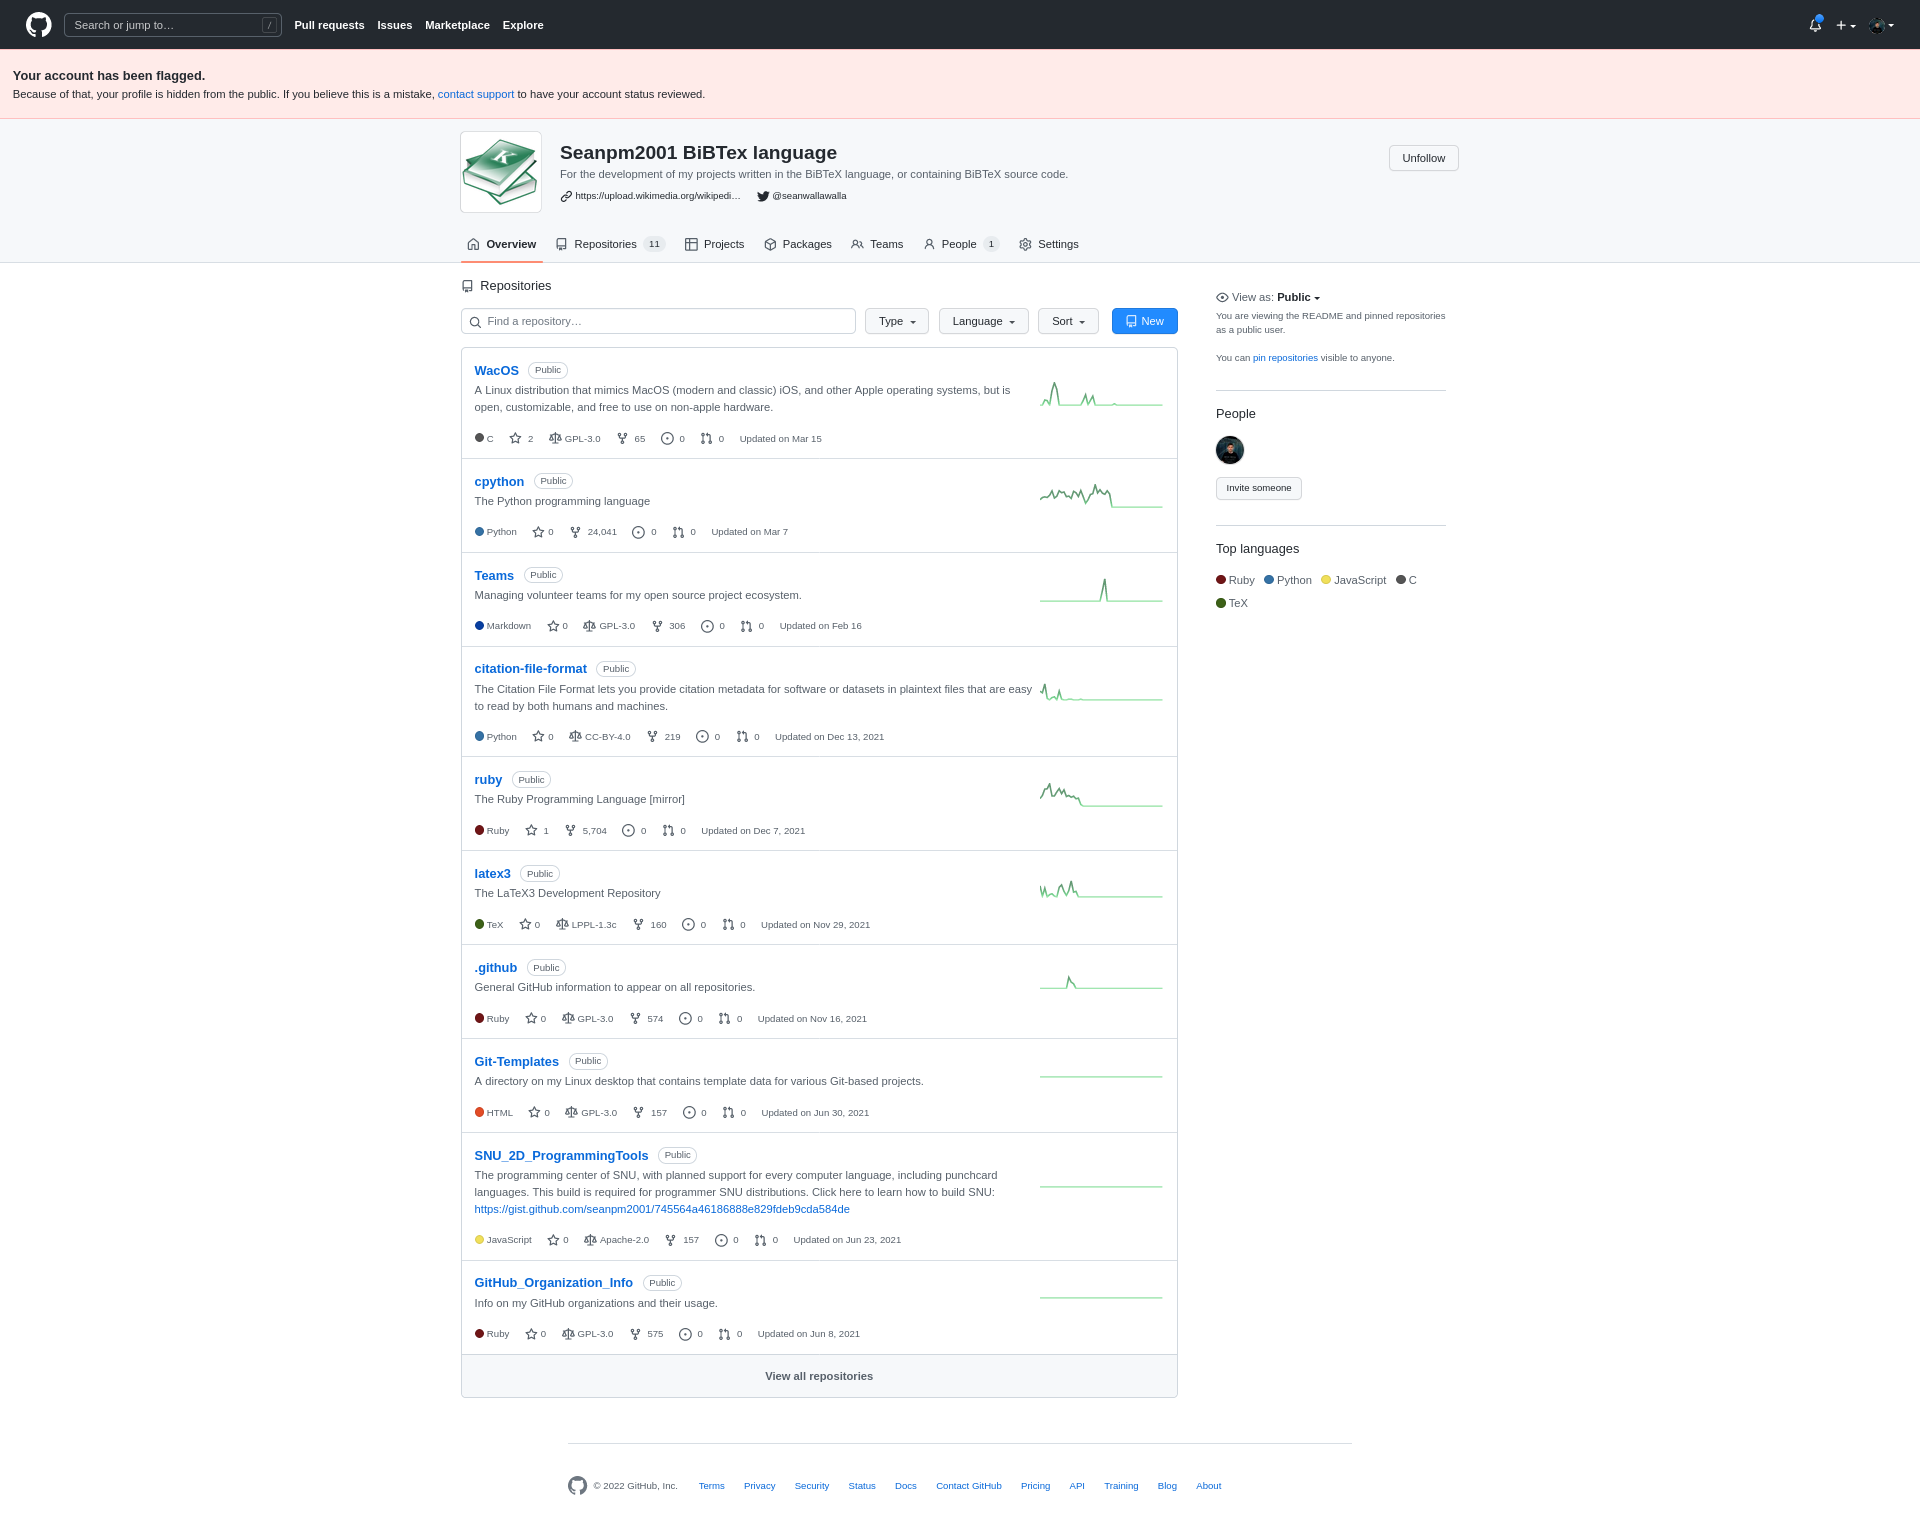 Search or jump to… /
Pull requests Issues Marketplace Explore
Your account has been flagged.
Because of that, your profile is hidden from the public. If you believe this is a mistake, contact support to have your account status reviewed.
K
Seanpm2001 BiBTex language
For the development of my projects written in the BiBTeX language, or containing BiBTeX source code.
https://upload.wikimedia.org/wikipedi… @seanwallawalla
Unfollow
Overview Repositories 11 Projects Packages Teams People 1 Settings
Repositories
Find a repository… Type Language Sort New
WacOS Public
A Linux distribution that mimics MacOS (modern and classic) iOS, and other Apple operating systems, but is
open, customizable, and free to use on non-apple hardware.
C 2 GPL-3.0 65 0 0 Updated on Mar 15
cpython Public
The Python programming language
Python 0 24,041 0 0 Updated on Mar 7
Teams Public
Managing volunteer teams for my open source project ecosystem.
Markdown 0 GPL-3.0 306 0 0 Updated on Feb 16
citation-file-format Public
The Citation File Format lets you provide citation metadata for software or datasets in plaintext files that are easy
to read by both humans and machines.
Python 0 CC-BY-4.0 219 0 0 Updated on Dec 13, 2021
ruby Public
The Ruby Programming Language [mirror]
Ruby 1 5,704 0 0 Updated on Dec 7, 2021
latex3 Public
The LaTeX3 Development Repository
TeX 0 LPPL-1.3c 160 0 0 Updated on Nov 29, 2021
.github Public
General GitHub information to appear on all repositories.
Ruby 0 GPL-3.0 574 0 0 Updated on Nov 16, 2021
Git-Templates Public
A directory on my Linux desktop that contains template data for various Git-based projects.
HTML 0 GPL-3.0 157 0 0 Updated on Jun 30, 2021
SNU_2D_ProgrammingTools Public
The programming center of SNU, with planned support for every computer language, including punchcard
languages. This build is required for programmer SNU distributions. Click here to learn how to build SNU:
https://gist.github.com/seanpm2001/745564a46186888e829fdeb9cda584de
JavaScript 0 Apache-2.0 157 0 0 Updated on Jun 23, 2021
GitHub_Organization_Info Public
Info on my GitHub organizations and their usage.
Ruby 0 GPL-3.0 575 0 0 Updated on Jun 8, 2021
View all repositories
View as: Public
You are viewing the README and pinned repositories
as a public user.
You can pin repositories visible to anyone.
People
Invite someone
Top languages
Ruby Python JavaScript C
TeX
© 2022 GitHub, Inc. Terms Privacy Security Status Docs Contact GitHub Pricing API Training Blog About